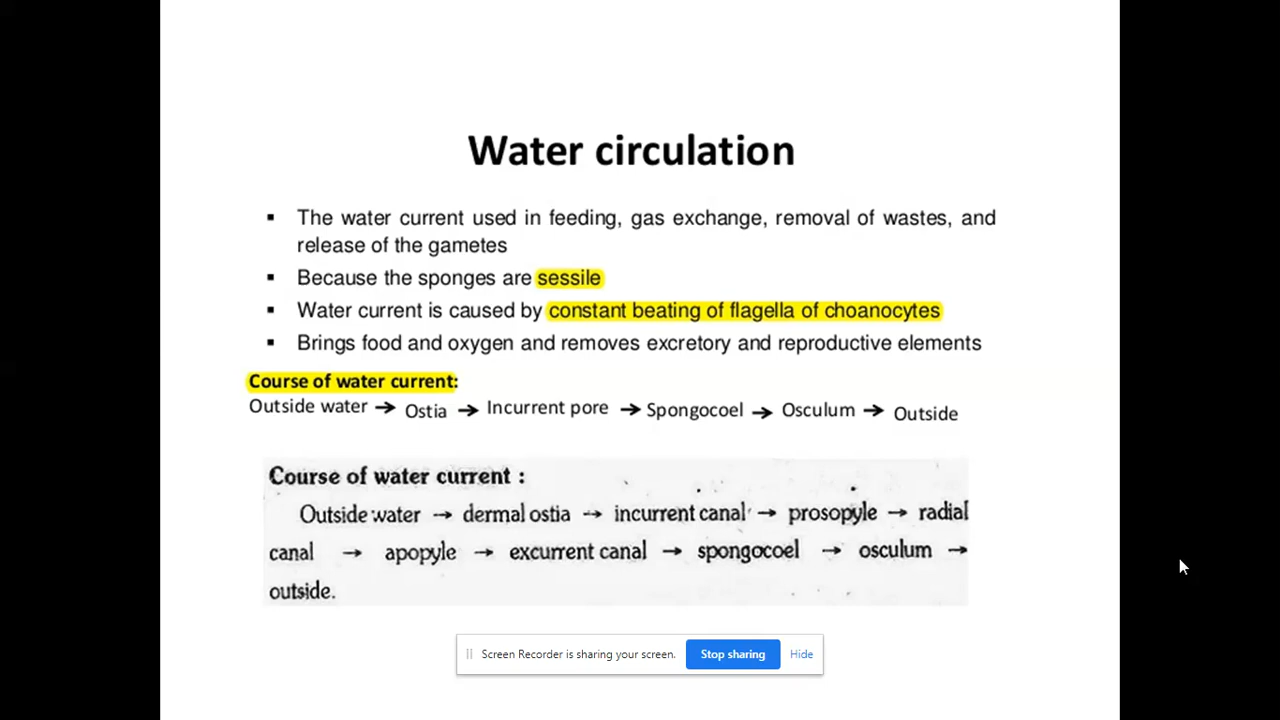 Water circulation
▪ The water current used in feeding, gas exchange, removal of wastes, and
release of the gametes
▪ Because the sponges are sessile
▪ Water current is caused by constant beating of flagella of choanocytes
▪ Brings food and oxygen and removes excretory and reproductive elements
Course of water current:
Outside water → Ostia → Incurrent pore → Spongocoel → Osculum → Outside
Course of water current :
Outside water → dermal ostia → incurrent canal → prosopyle → radial
canal → apopyle → excurrent canal → spongocoel → osculum →
outside.
Screen Recorder is sharing your screen. Stop sharing Hide